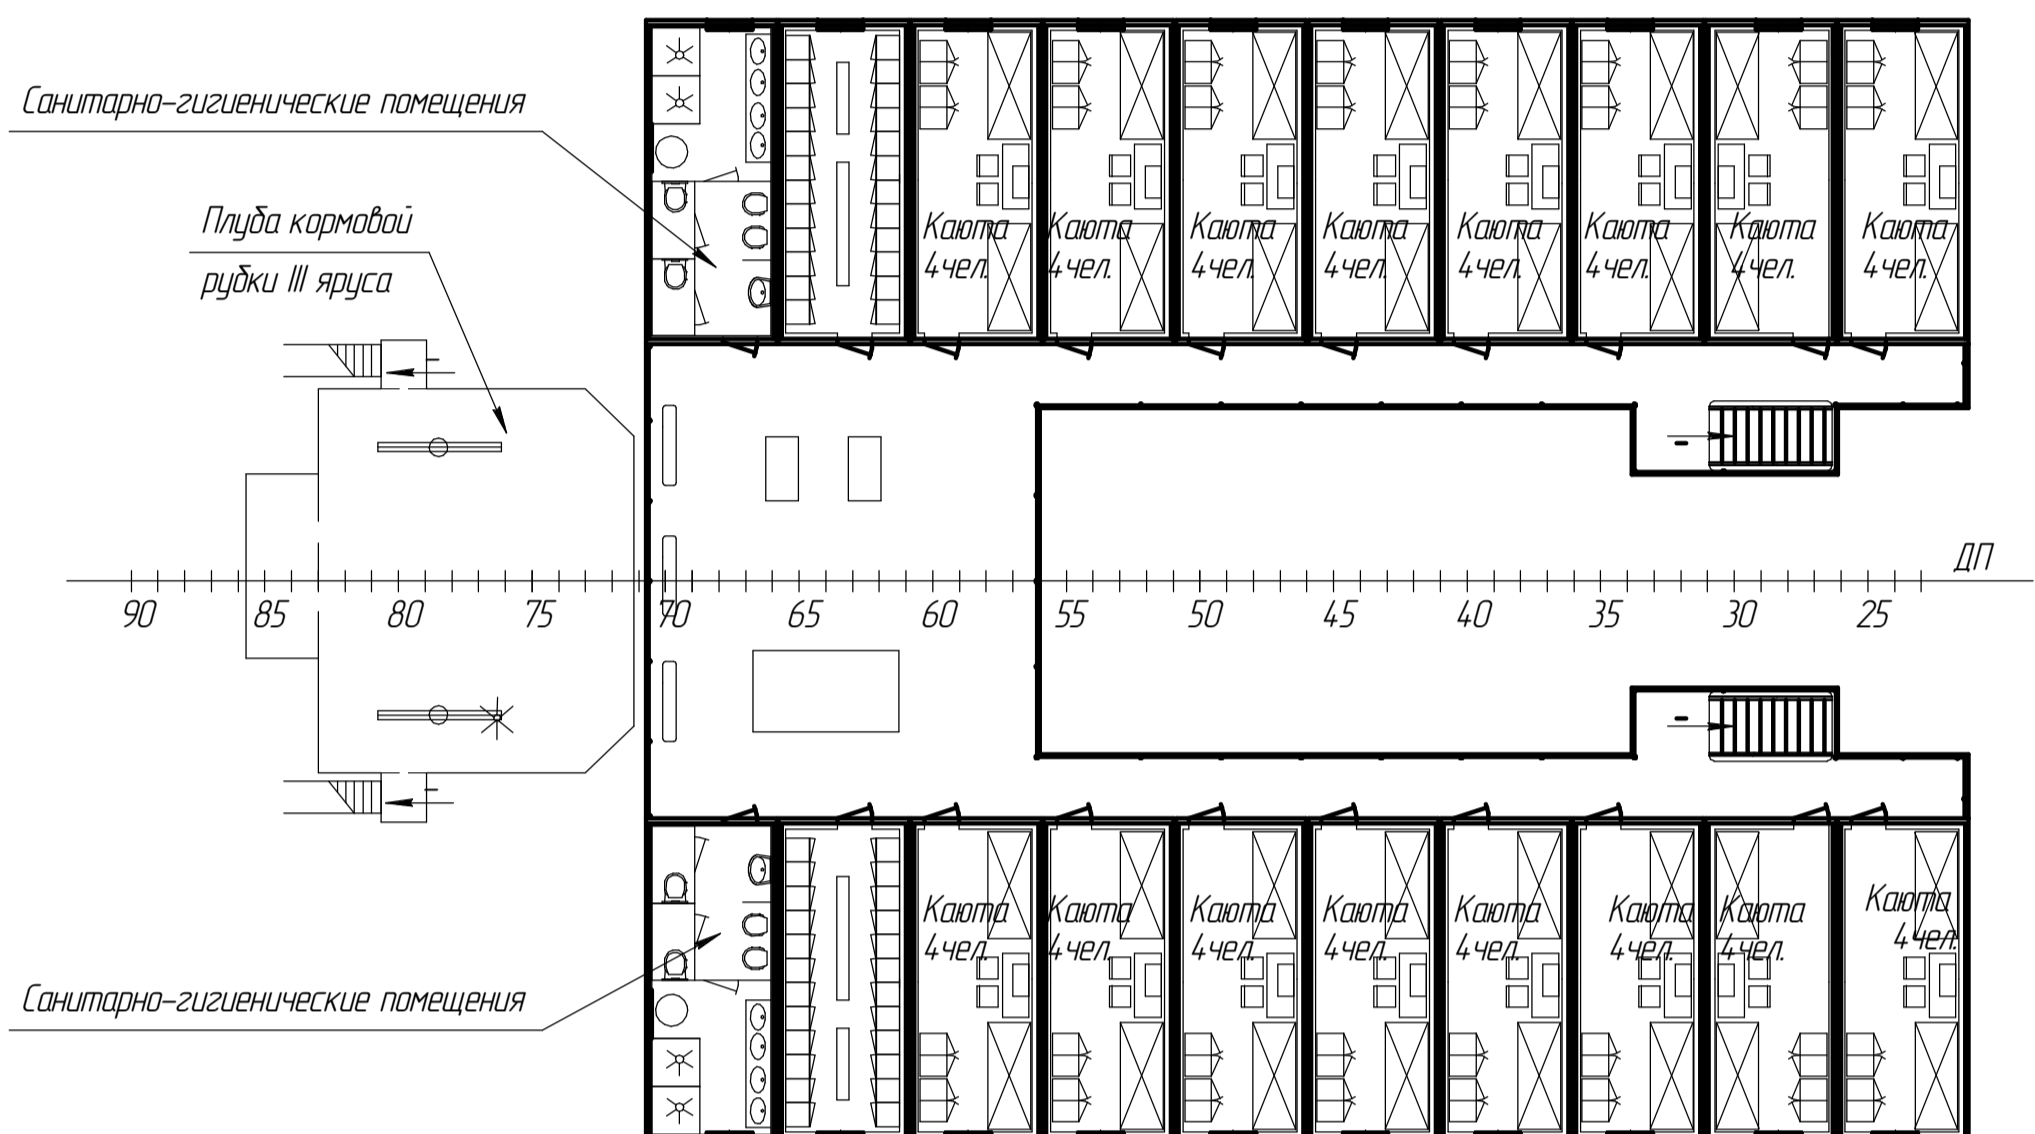 Санитарно-гигиенические помещения
Плуба кормовой
рубки III яруса
Каюта
4чел.
Каюта
4чел.
Каюта
4чел.
Каюта
4чел.
Каюта
4чел.
Каюта
4чел.
Каюта
4чел.
Каюта
4чел.
ДП
90 85 80 75 70 65 60 55 50 45 40 35 30 25
Каюта
4чел.
Каюта
4чел.
Каюта
4чел.
Каюта
4чел.
Каюта
4чел.
Каюта
4чел.
Каюта
4чел.
Каюта
4чел.
Санитарно-гигиенические помещения